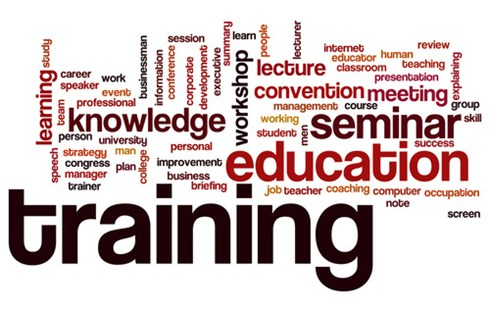 study
career
speaker
work
event
professional
team
learning
knowledge
person
university
speech
strategy
man
congress
manager
plan
trainer
college
businessman
information
session
conference
corporate
development
executive
summary
learn
people
workshop
lecturer
lecture
internet
educator
human
review
classroom
teaching
presentation
explaining
convention
meeting
management
course
group
working
student
men
seminar
skill
success
personal
improvement
business
briefing
education
job
teacher
coaching
computer
occupation
note
screen
training